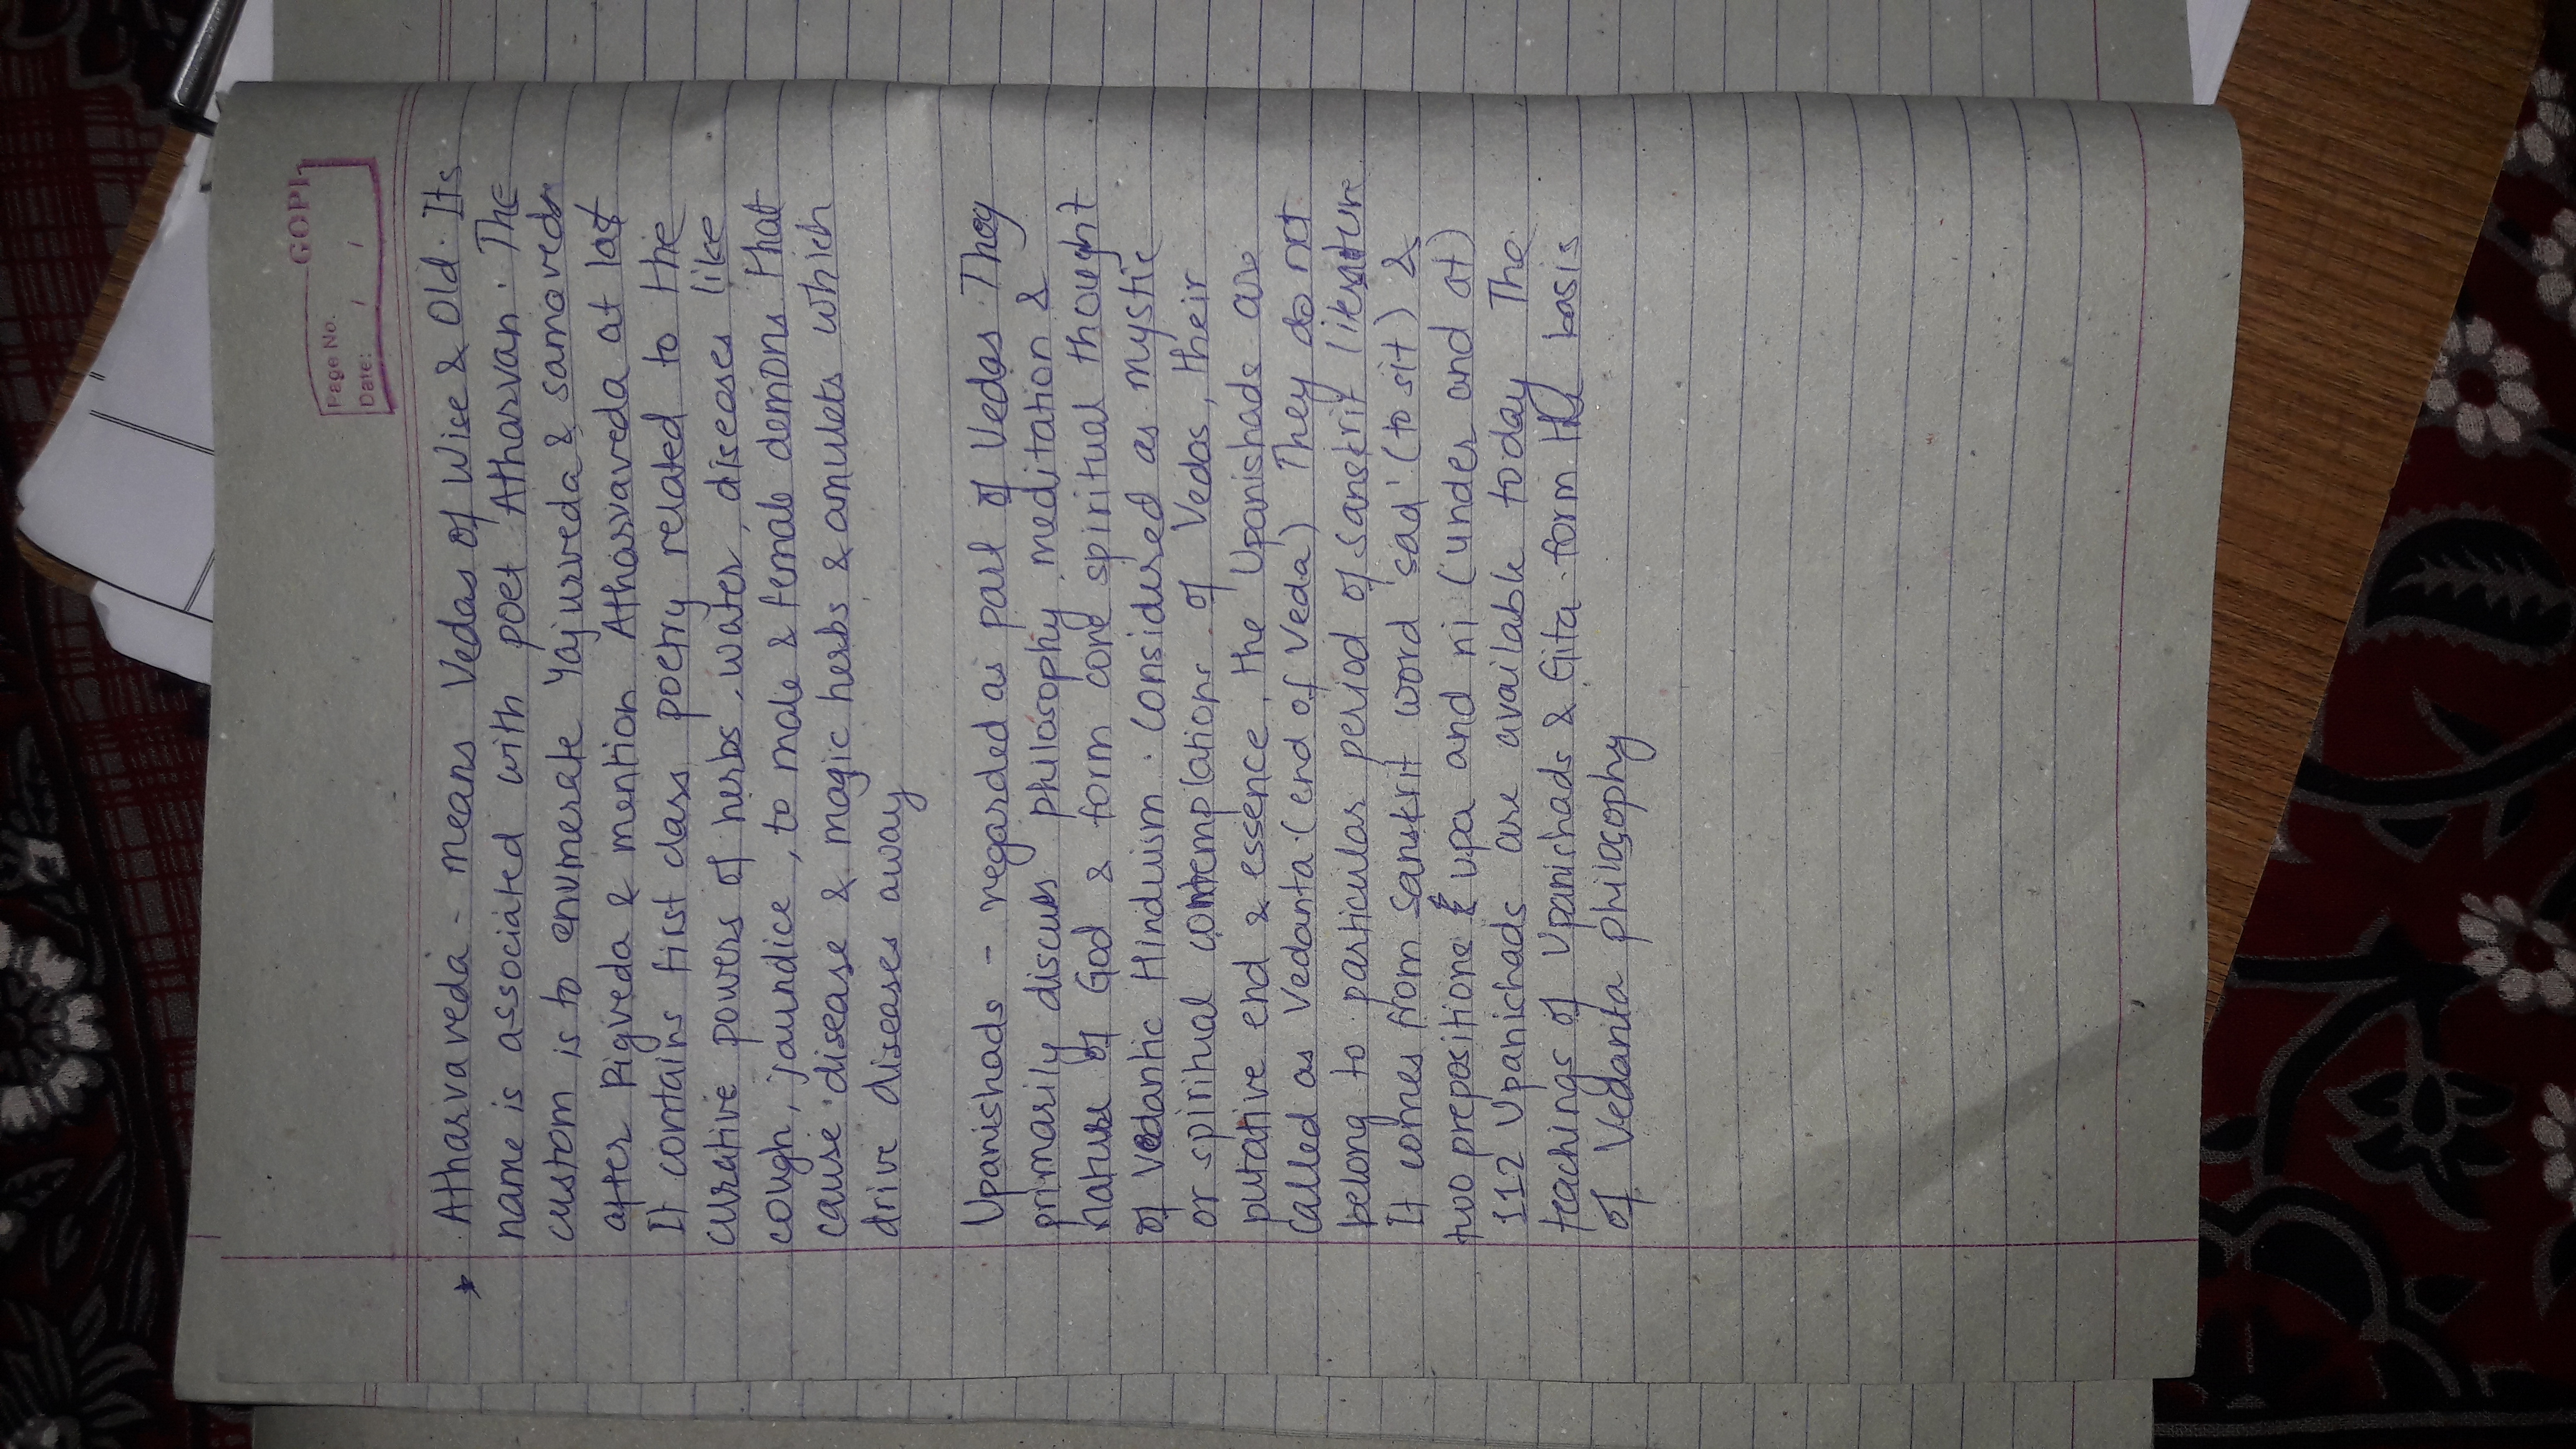 GOPI
Page No.
Date: / /
* Atharvaveda - means Vedas of Wise & Old. Its
name is associated with poet Atharvan. The
custom is to enumerate Yajurveda & samaveda
after Rigveda & mention Atharvaveda at last
It contains first class poetry related to the
curative powers of herbs, water, diseases like
cough, jaundice, to male & female demons that
cause disease & magic herbs & amulets which
drive diseases away
Upanishads - regarded as part of Vedas They
primarily discuss philosophy, meditation &
nature of God & form core spiritual thought
of Vedantic Hinduism. Considered as mystic
or spiritual contemplations of Vedas, their
putative end & essence, the Upanishads are
called as Vedanta (end of Veda) They do not
belong to particular period of Sanskrit literature
It comes from Sanskrit word 'sad' (to sit) &
two prepositions upa and ni (under and at)
112 Upanishads are available today The
teachings of Upanishads & Gita form the basis
of Vedanta philosophy